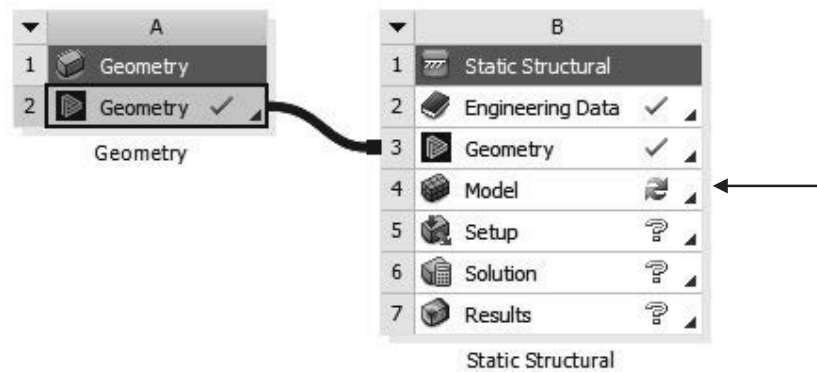 A
1 Geometry
2 Geometry
Geometry
B
1 Static Structural
2 Engineering Data
3 Geometry
4 Model
5 Setup ?
6 Solution ?
7 Results ?
Static Structural